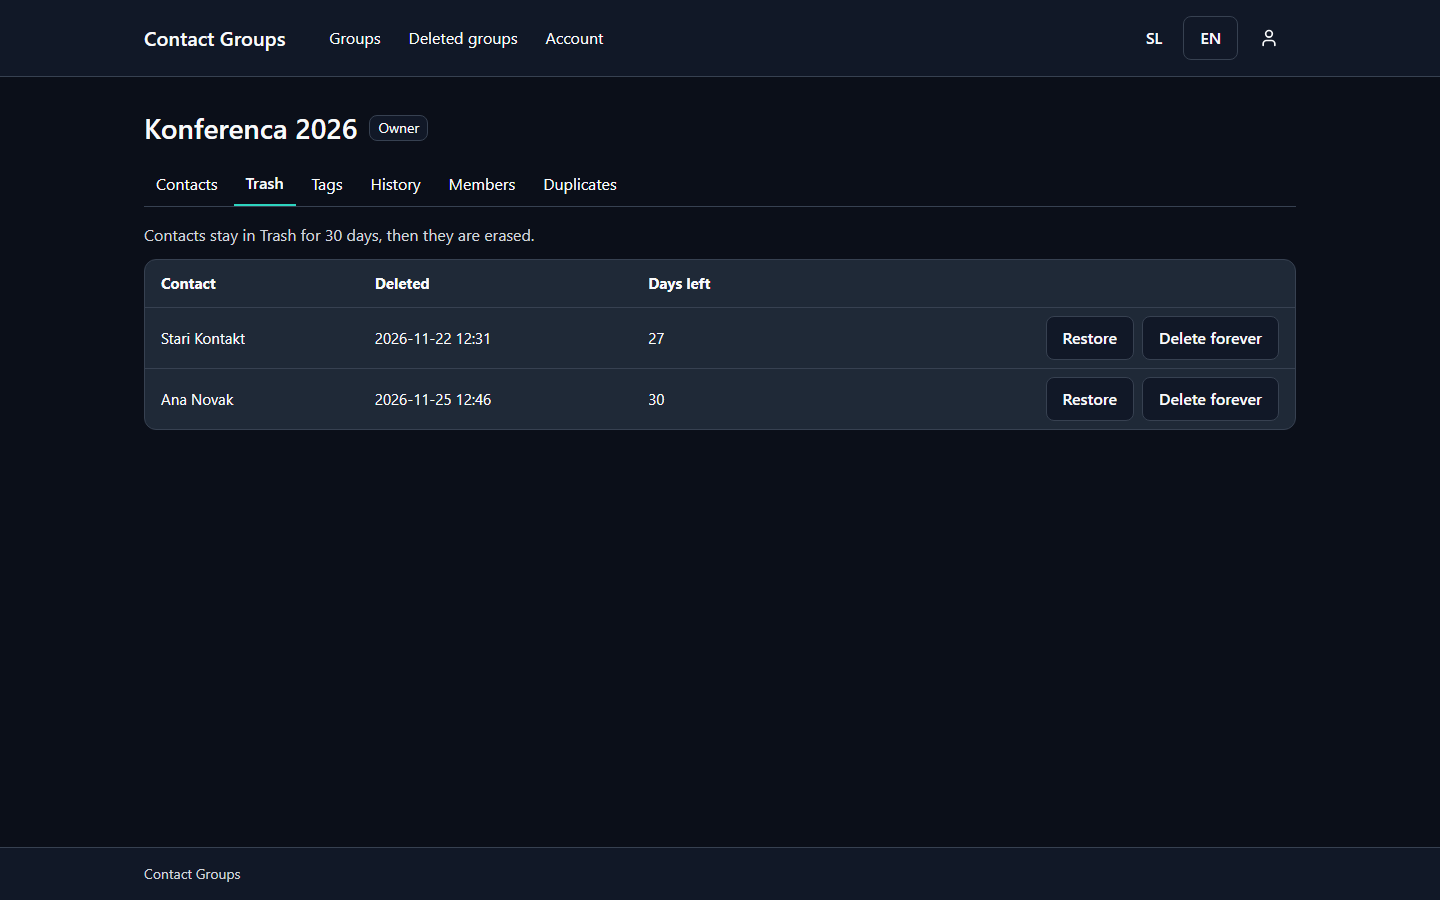 Contact Groups Groups Deleted groups Account SL EN
Konferenca 2026 Owner
Contacts Trash Tags History Members Duplicates
Contacts stay in Trash for 30 days, then they are erased.
Contact Deleted Days left
Stari Kontakt 2026-11-22 12:31 27 Restore Delete forever
Ana Novak 2026-11-25 12:46 30 Restore Delete forever
Contact Groups